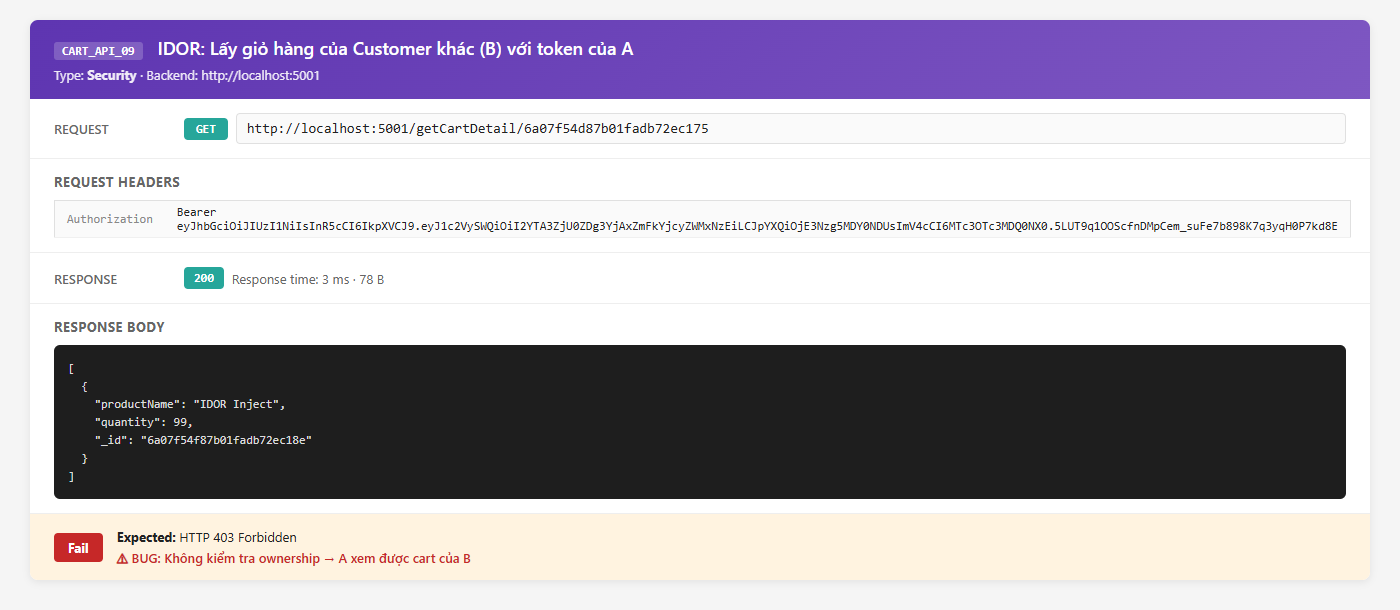 CART_API_09 IDOR: Lấy giỏ hàng của Customer khác (B) với token của A
Type: Security · Backend: http://localhost:5001
REQUEST GET http://localhost:5001/getCartDetail/6a07f54d87b01fadb72ec175
REQUEST HEADERS
Authorization Bearer
eyJhbGciOiJIUzI1NiIsInR5cCI6IkpXVCJ9.eyJ1c2VySWQiOiI2YTA3ZjU0ZDg3YjAxZmFkYjcyZWMxNzEiLCJpYXQiOjE3Nzg5MDY0NDUsImV4cCI6MTc3OTc3MDQ0NX0.5LUT9q1OOScfnDMpCem_suFe7b898K7q3yqH0P7kd8E
RESPONSE 200 Response time: 3 ms · 78 B
RESPONSE BODY
[
{
"productName": "IDOR Inject",
"quantity": 99,
"_id": "6a07f54f87b01fadb72ec18e"
}
]
Fail Expected: HTTP 403 Forbidden
⚠ BUG: Không kiểm tra ownership → A xem được cart của B